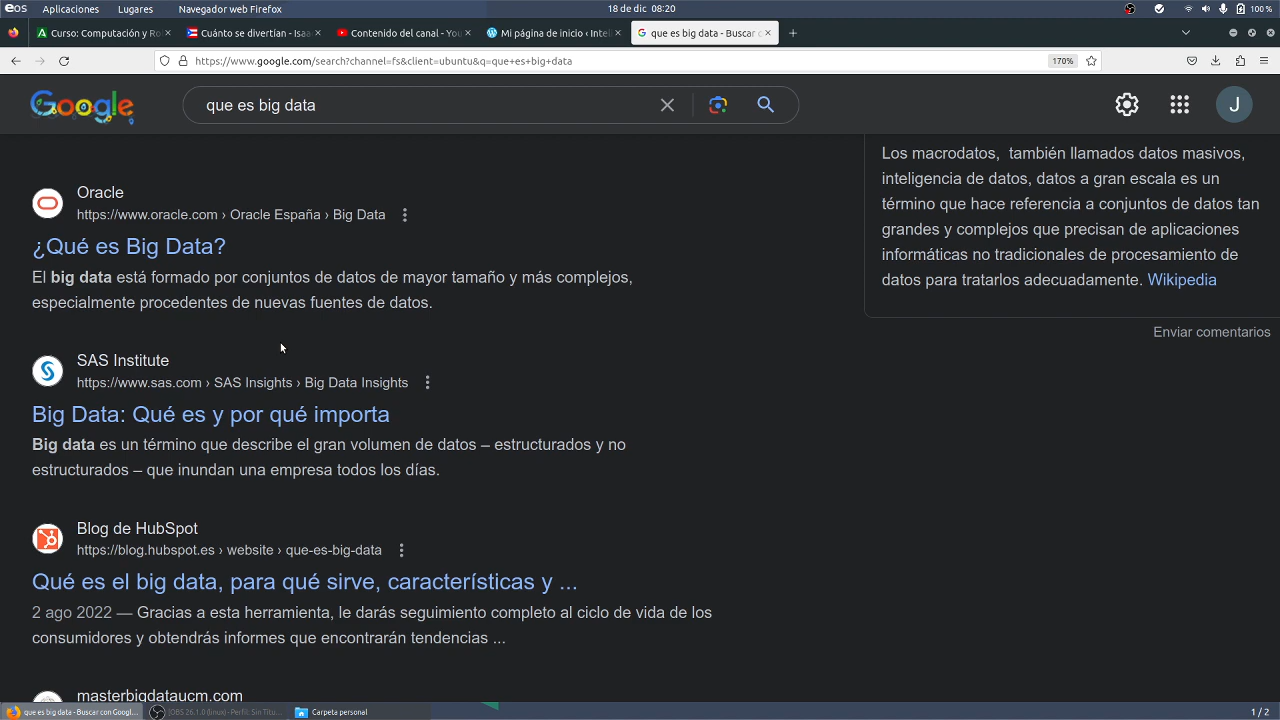 eos Aplicaciones Lugares Navegador web Firefox 18 de dic 08:20 100 %
Curso: Computación y Ro Cuánto se divertían - Isaa Contenido del canal - You Mi página de inicio ‹ Inteli que es big data - Buscar c
https://www.google.com/search?channel=fs&client=ubuntu&q=que+es+big+data 170%
Google que es big data J
Oracle
https://www.oracle.com › Oracle España › Big Data
¿Qué es Big Data?
El big data está formado por conjuntos de datos de mayor tamaño y más complejos,
especialmente procedentes de nuevas fuentes de datos.
SAS Institute
https://www.sas.com › SAS Insights › Big Data Insights
Big Data: Qué es y por qué importa
Big data es un término que describe el gran volumen de datos – estructurados y no
estructurados – que inundan una empresa todos los días.
Blog de HubSpot
https://blog.hubspot.es › website › que-es-big-data
Qué es el big data, para qué sirve, características y ...
2 ago 2022 — Gracias a esta herramienta, le darás seguimiento completo al ciclo de vida de los
consumidores y obtendrás informes que encontrarán tendencias ...
masterbigdataucm.com
Los macrodatos, también llamados datos masivos,
inteligencia de datos, datos a gran escala es un
término que hace referencia a conjuntos de datos tan
grandes y complejos que precisan de aplicaciones
informáticas no tradicionales de procesamiento de
datos para tratarlos adecuadamente. Wikipedia
Enviar comentarios
que es big data - Buscar con Googl... [OBS 26.1.0 (linux) - Perfil: Sin Títu... Carpeta personal 1 / 2